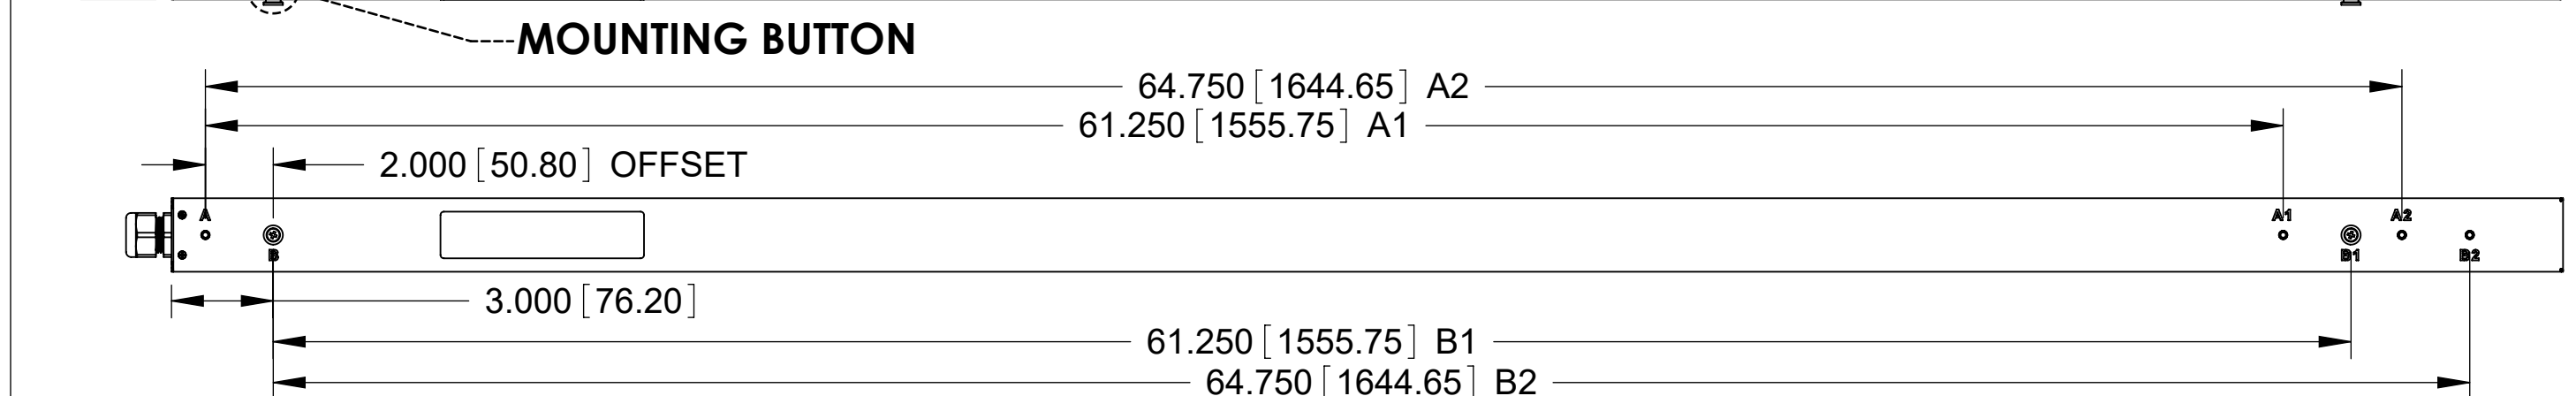 MOUNTING BUTTON
64.750 [1644.65] A2
61.250 [1555.75] A1
2.000 [50.80] OFFSET
A A1 A2
B B1 B2
3.000 [76.20]
61.250 [1555.75] B1
64.750 [1644.65] B2